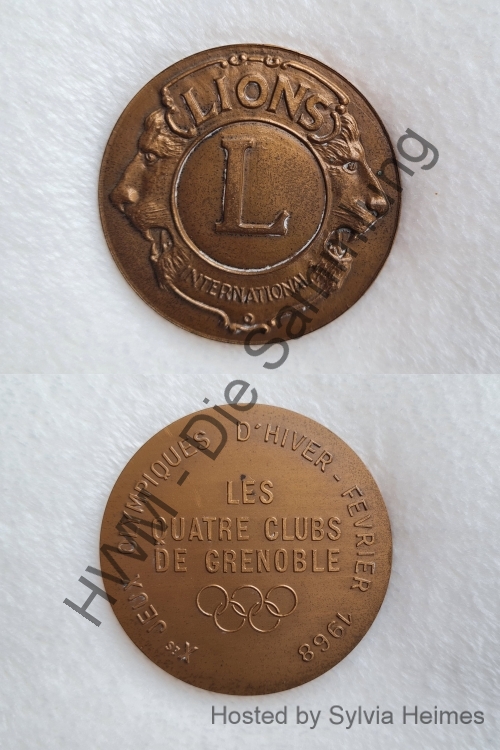 LIONS
L
INTERNATIONAL
Xes JEUX OLYMPIQUES D'HIVER - FEVRIER 1968
LES
QUATRE CLUBS
DE GRENOBLE
HWM - Die Sammlung
Hosted by Sylvia Heimes